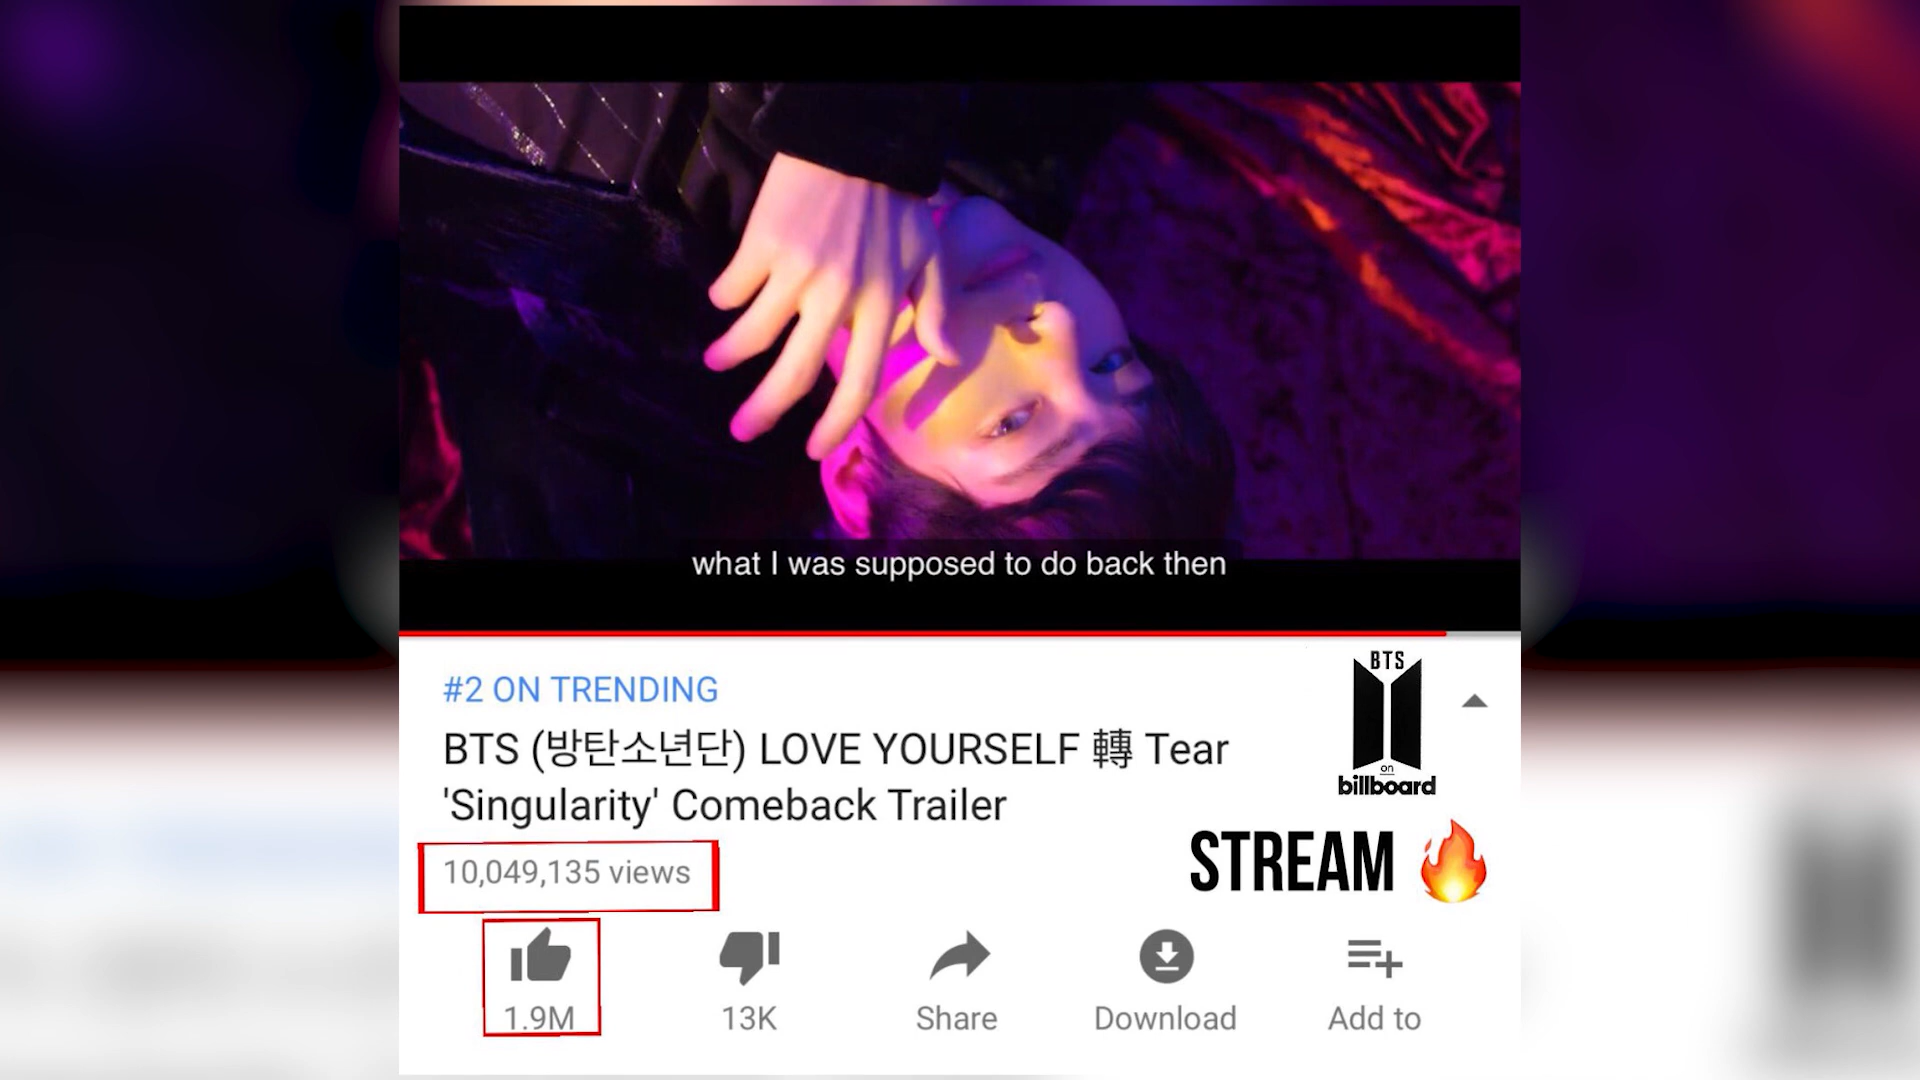 what I was supposed to do back then
#2 ON TRENDING
BTS (방탄소년단) LOVE YOURSELF 轉 Tear
'Singularity' Comeback Trailer
10,049,135 views
BTS
on
billboard
STREAM
1.9M
13K
Share
Download
Add to